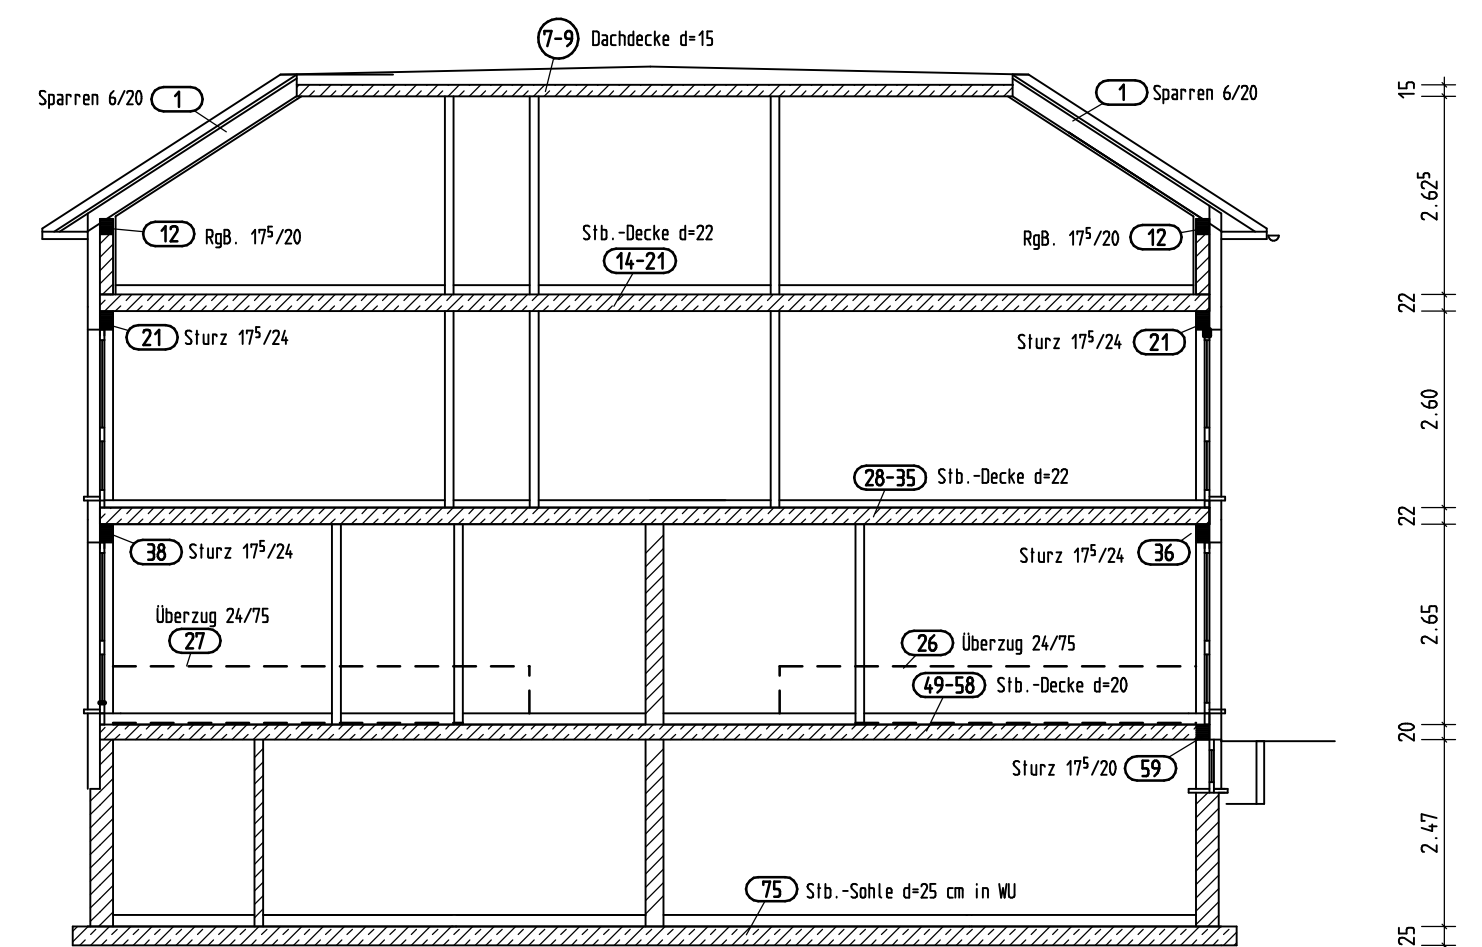 7-9 Dachdecke d=15
Sparren 6/20 1
1 Sparren 6/20
12 RgB. 17⁵/20
Stb.-Decke d=22
14-21
RgB. 17⁵/20 12
21 Sturz 17⁵/24
Sturz 17⁵/24 21
28-35 Stb.-Decke d=22
38 Sturz 17⁵/24
Sturz 17⁵/24 36
Überzug 24/75
27
26 Überzug 24/75
49-58 Stb.-Decke d=20
Sturz 17⁵/20 59
75 Stb.-Sohle d=25 cm in WU
15
2.62⁵
22
2.60
22
2.65
20
2.47
25